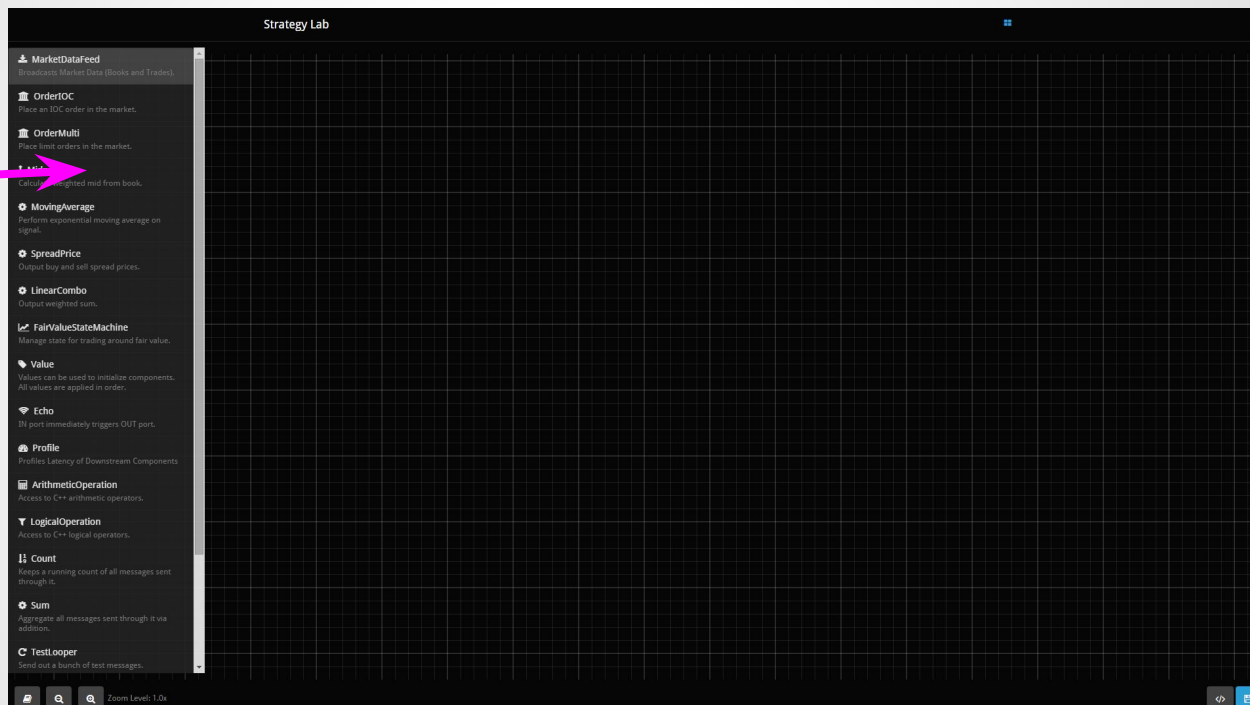 Strategy Lab
MarketDataFeed
Broadcasts Market Data (Books and Trades).
OrderIOC
Place an IOC order in the market.
OrderMulti
Place limit orders in the market.
weighted mid from book.
MovingAverage
Perform exponential moving average on
signal.
SpreadPrice
Output buy and sell spread prices.
LinearCombo
Output weighted sum.
FairValueStateMachine
Manage state for trading around fair value.
Value
Values can be used to initialize components.
All values are applied in order.
Echo
IN port immediately triggers OUT port.
Profile
Profiles Latency of Downstream Components
ArithmeticOperation
Access to C++ arithmetic operators.
LogicalOperation
Access to C++ logical operators.
Count
Keeps a running count of all messages sent
through it.
Sum
Aggregate all messages sent through it via
addition.
TestLooper
Send out a bunch of test messages.
Zoom Level: 1.0x